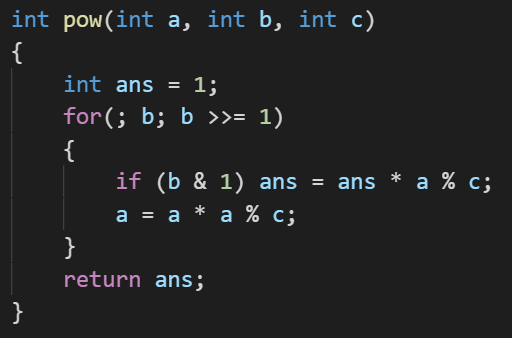 int pow(int a, int b, int c)
{
    int ans = 1;
    for(; b; b >>= 1)
    {
        if (b & 1) ans = ans * a % c;
        a = a * a % c;
    }
    return ans;
}